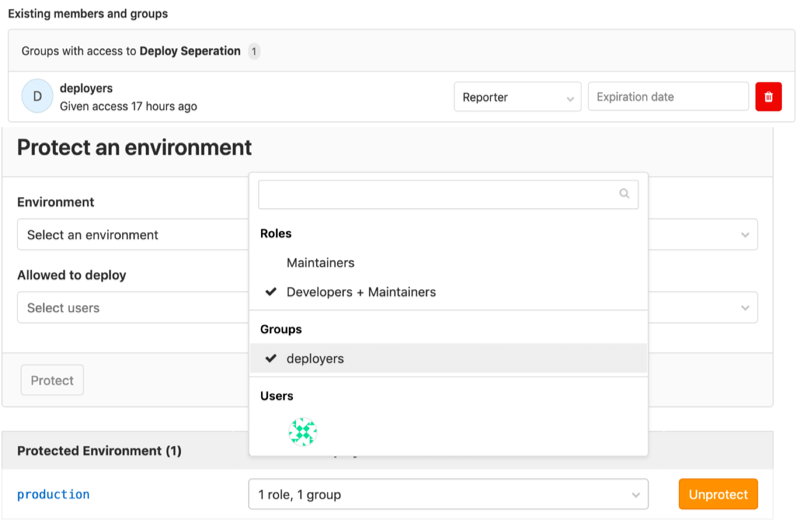 Existing members and groups
Groups with access to Deploy Seperation 1
D
deployers
Given access 17 hours ago
Reporter
Expiration date
Protect an environment
Environment
Select an environment
Allowed to deploy
Select users
Protect
Roles
Maintainers
Developers + Maintainers
Groups
deployers
Users
Protected Environment (1)
production
1 role, 1 group
Unprotect